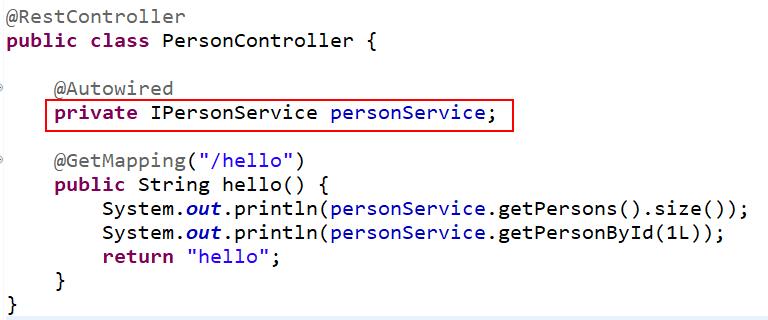 @RestController
public class PersonController {
@Autowired
private IPersonService personService;
@GetMapping("/hello")
public String hello() {
System.out.println(personService.getPersons().size());
System.out.println(personService.getPersonById(1L));
return "hello";
}
}